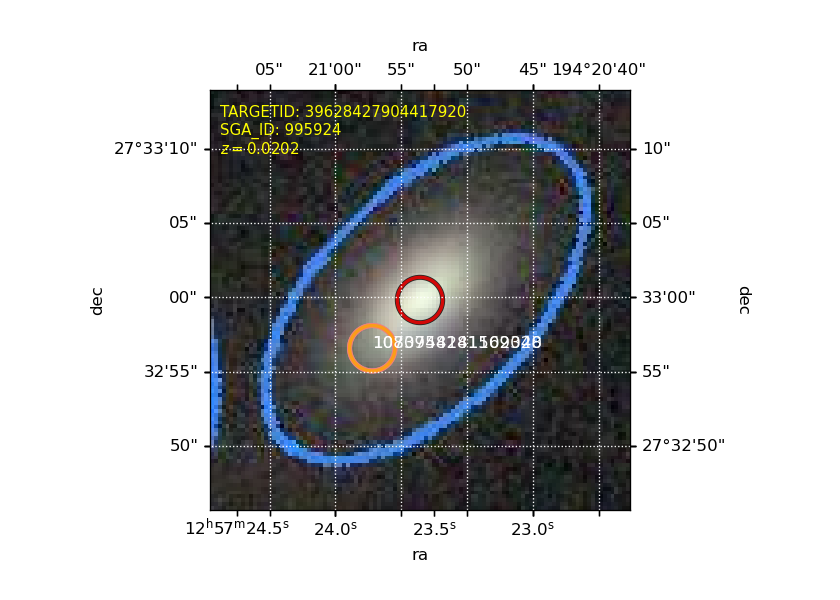 ra
05" 21'00" 55" 50" 45" 194°20'40"
TARGETID: 39628427904417920
SGA_ID: 995924
z = 0.0202
27°33'10" 10"
05" 05"
00" 33'00"
dec dec
32'55" 55"
50" 27°32'50"
12h57m24.5s 24.0s 23.5s 23.0s
ra